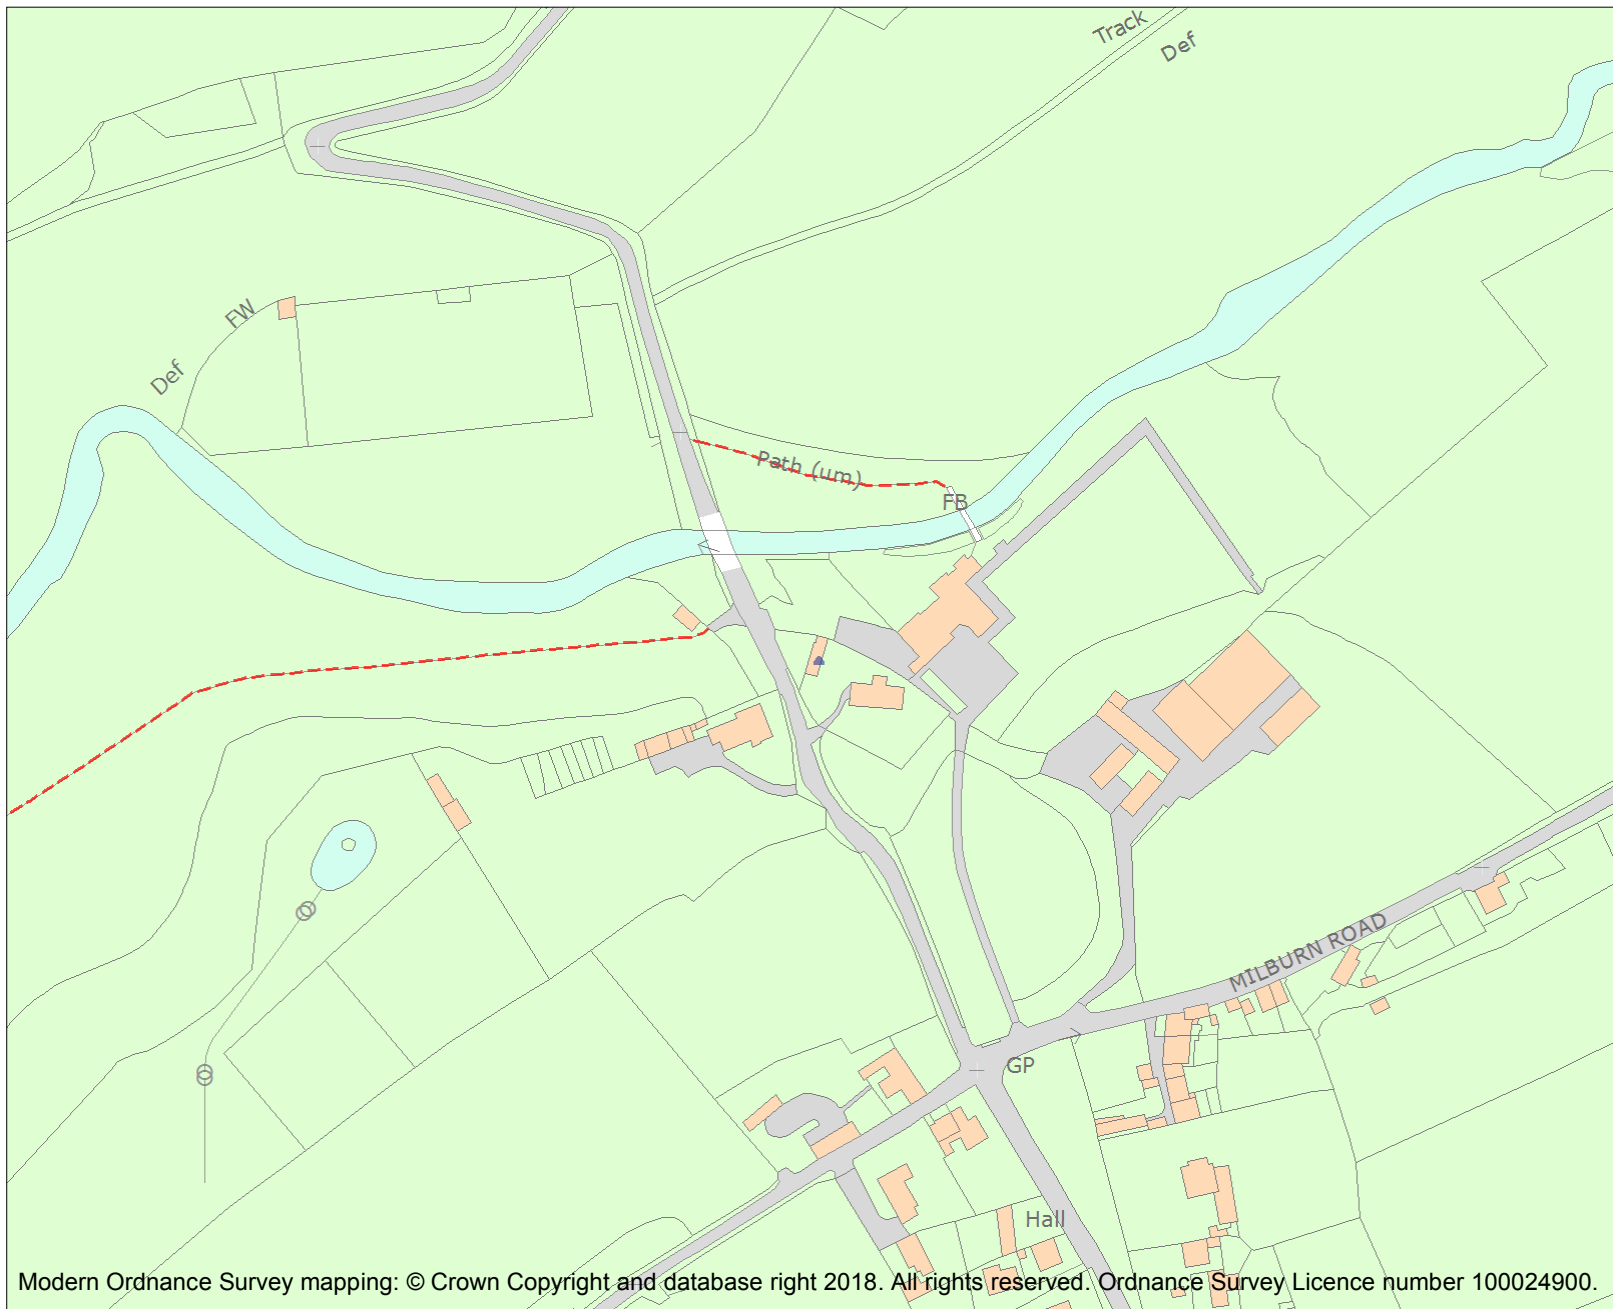 Track
Def
FW
Def
Path (um)
FB
MILBURN ROAD
GP
Hall
Modern Ordnance Survey mapping: © Crown Copyright and database right 2018. All rights reserved. Ordnance Survey Licence number 100024900.